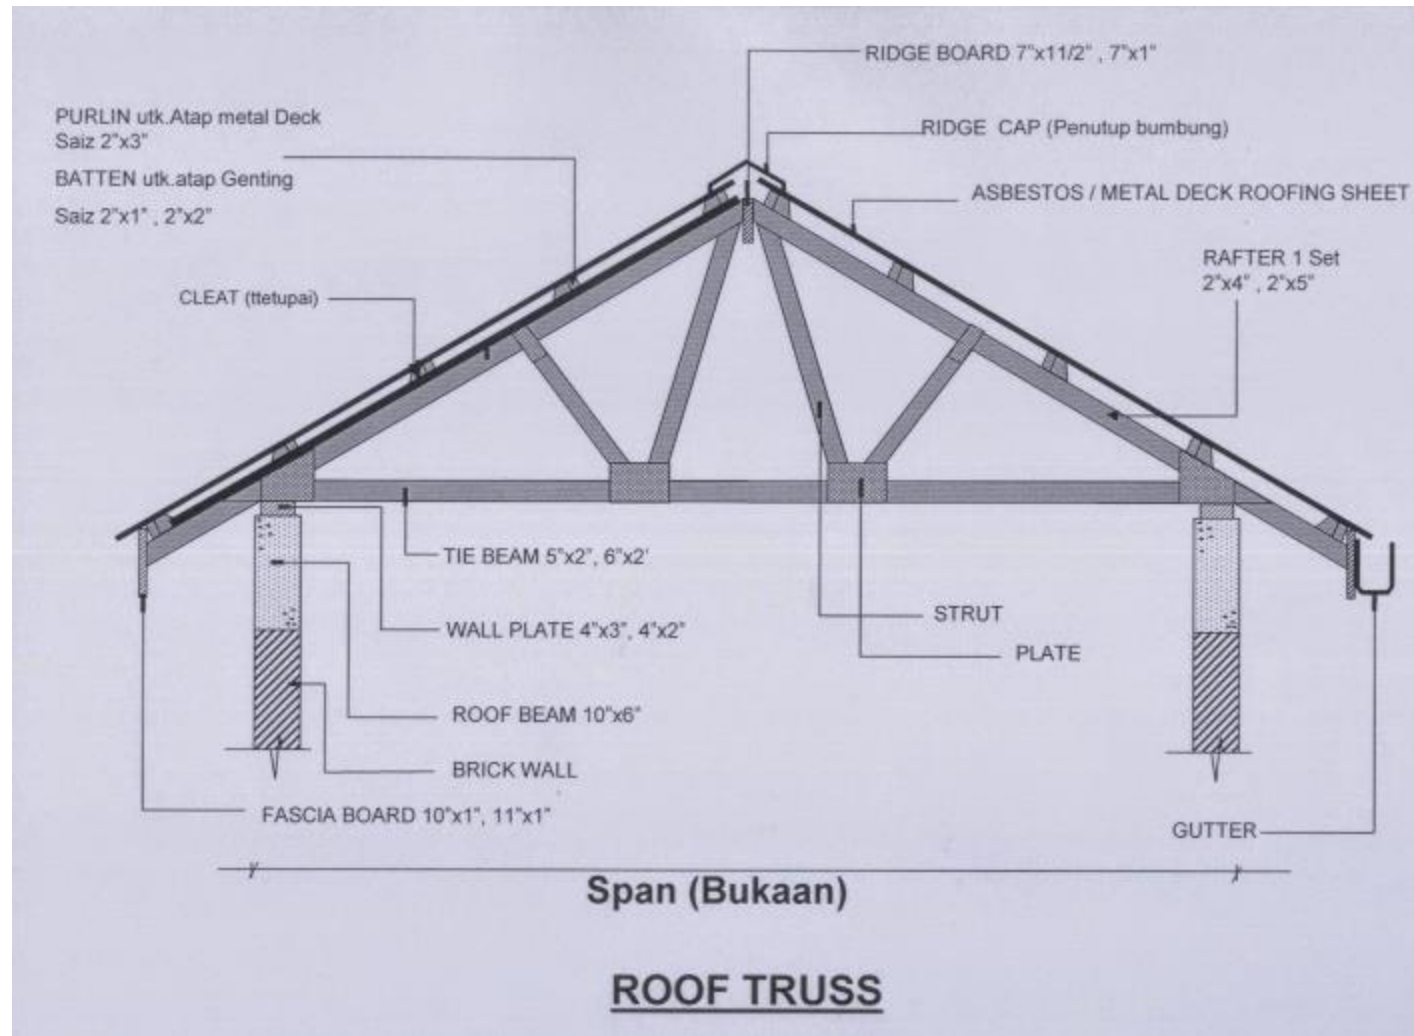 RIDGE BOARD 7"x11/2" , 7"x1"
PURLIN utk.Atap metal Deck
Saiz 2"x3"
BATTEN utk.atap Genting
Saiz 2"x1" , 2"x2"
RIDGE CAP (Penutup bumbung)
ASBESTOS / METAL DECK ROOFING SHEET
RAFTER 1 Set
2"x4" , 2"x5"
CLEAT (ttetupai)
TIE BEAM 5"x2", 6"x2'
WALL PLATE 4"x3", 4"x2"
STRUT
PLATE
ROOF BEAM 10"x6"
BRICK WALL
FASCIA BOARD 10"x1", 11"x1"
GUTTER
Span (Bukaan)
ROOF TRUSS